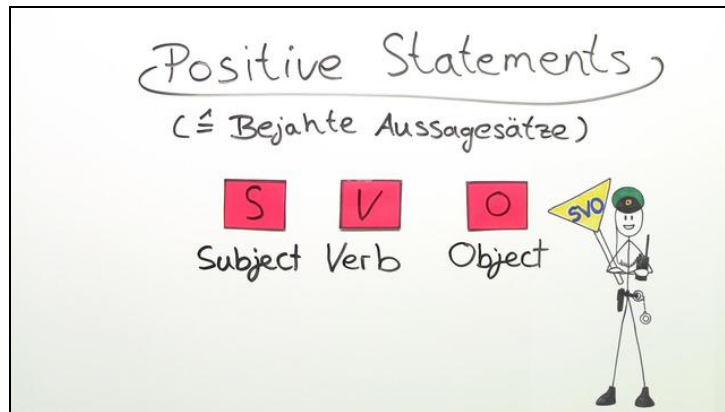 Positive Statements
(≙ Bejahte Aussagesätze)
S V O
SVO
Subject Verb Object